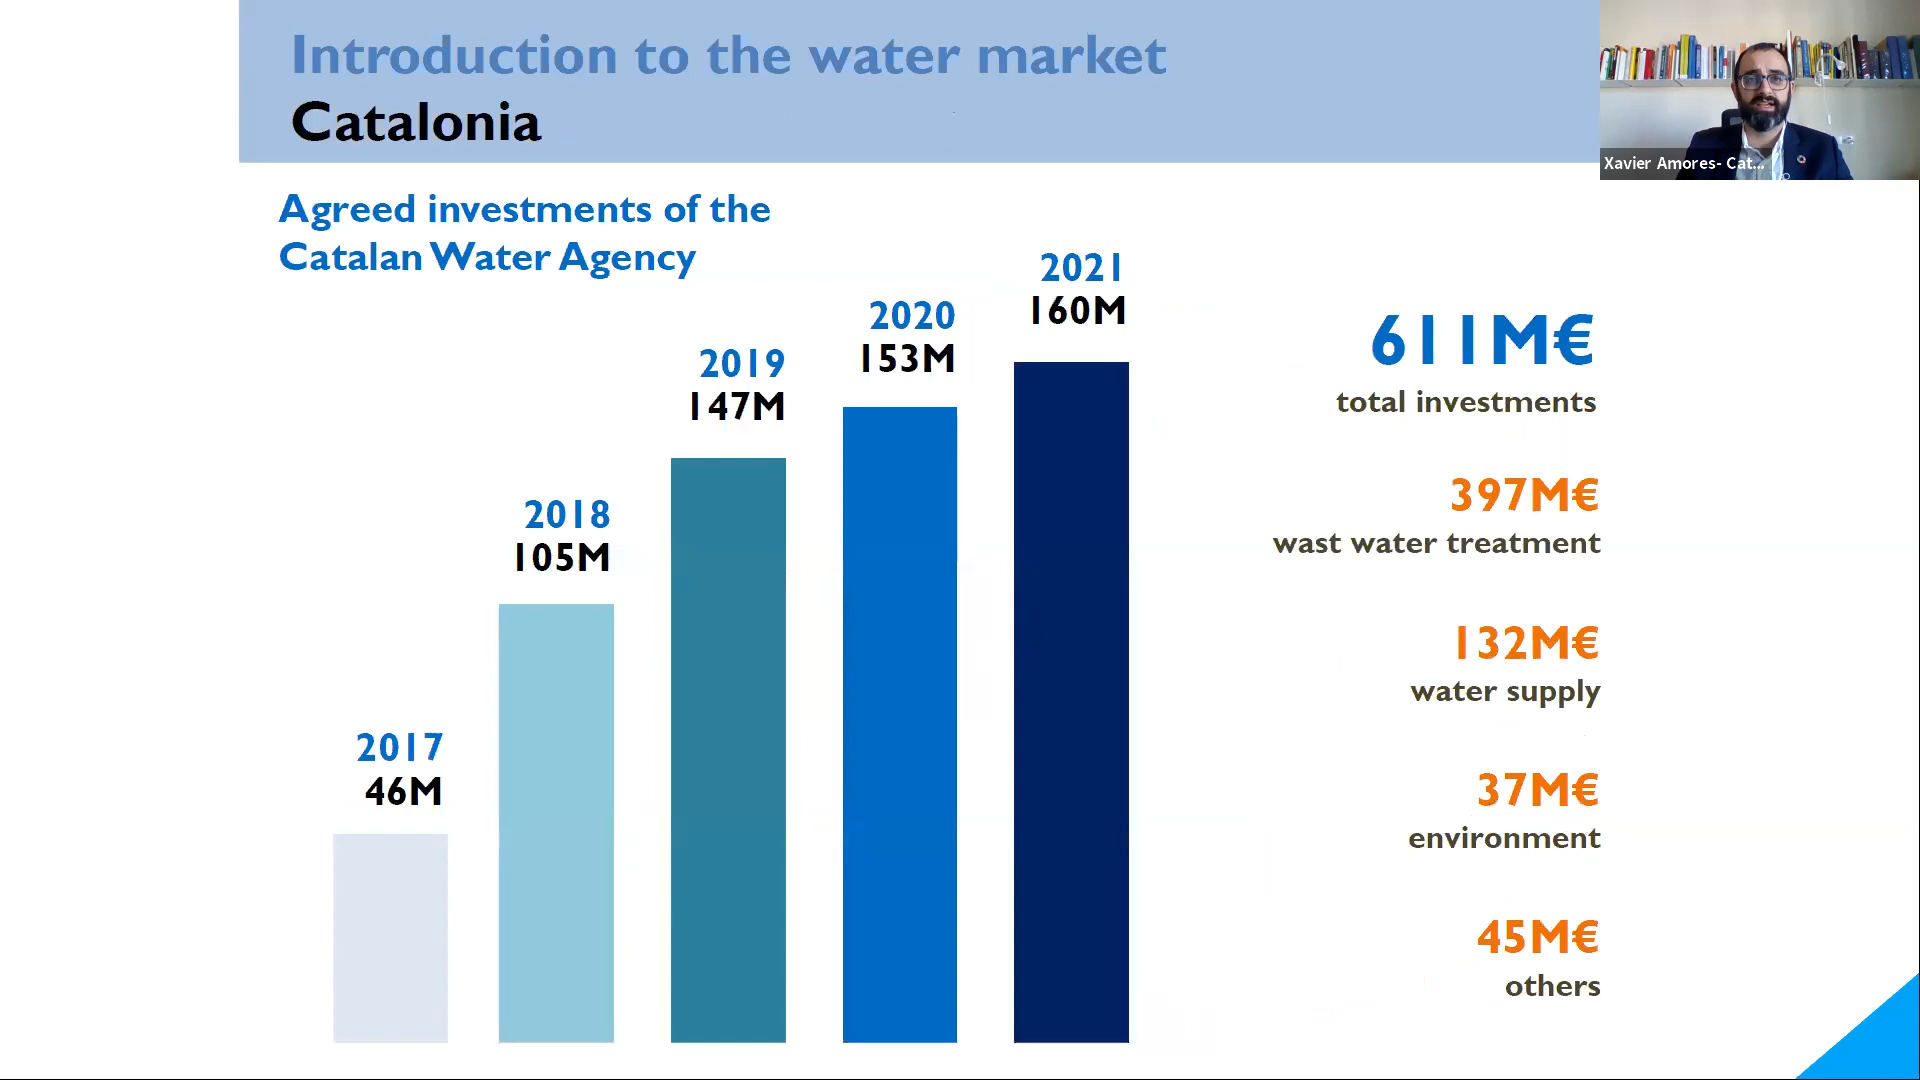 Introduction to the water market
Catalonia
Xavier Amores- Cat...
Agreed investments of the
Catalan Water Agency
2017
46M
2018
105M
2019
147M
2020
153M
2021
160M
611M€
total investments
397M€
wast water treatment
132M€
water supply
37M€
environment
45M€
others